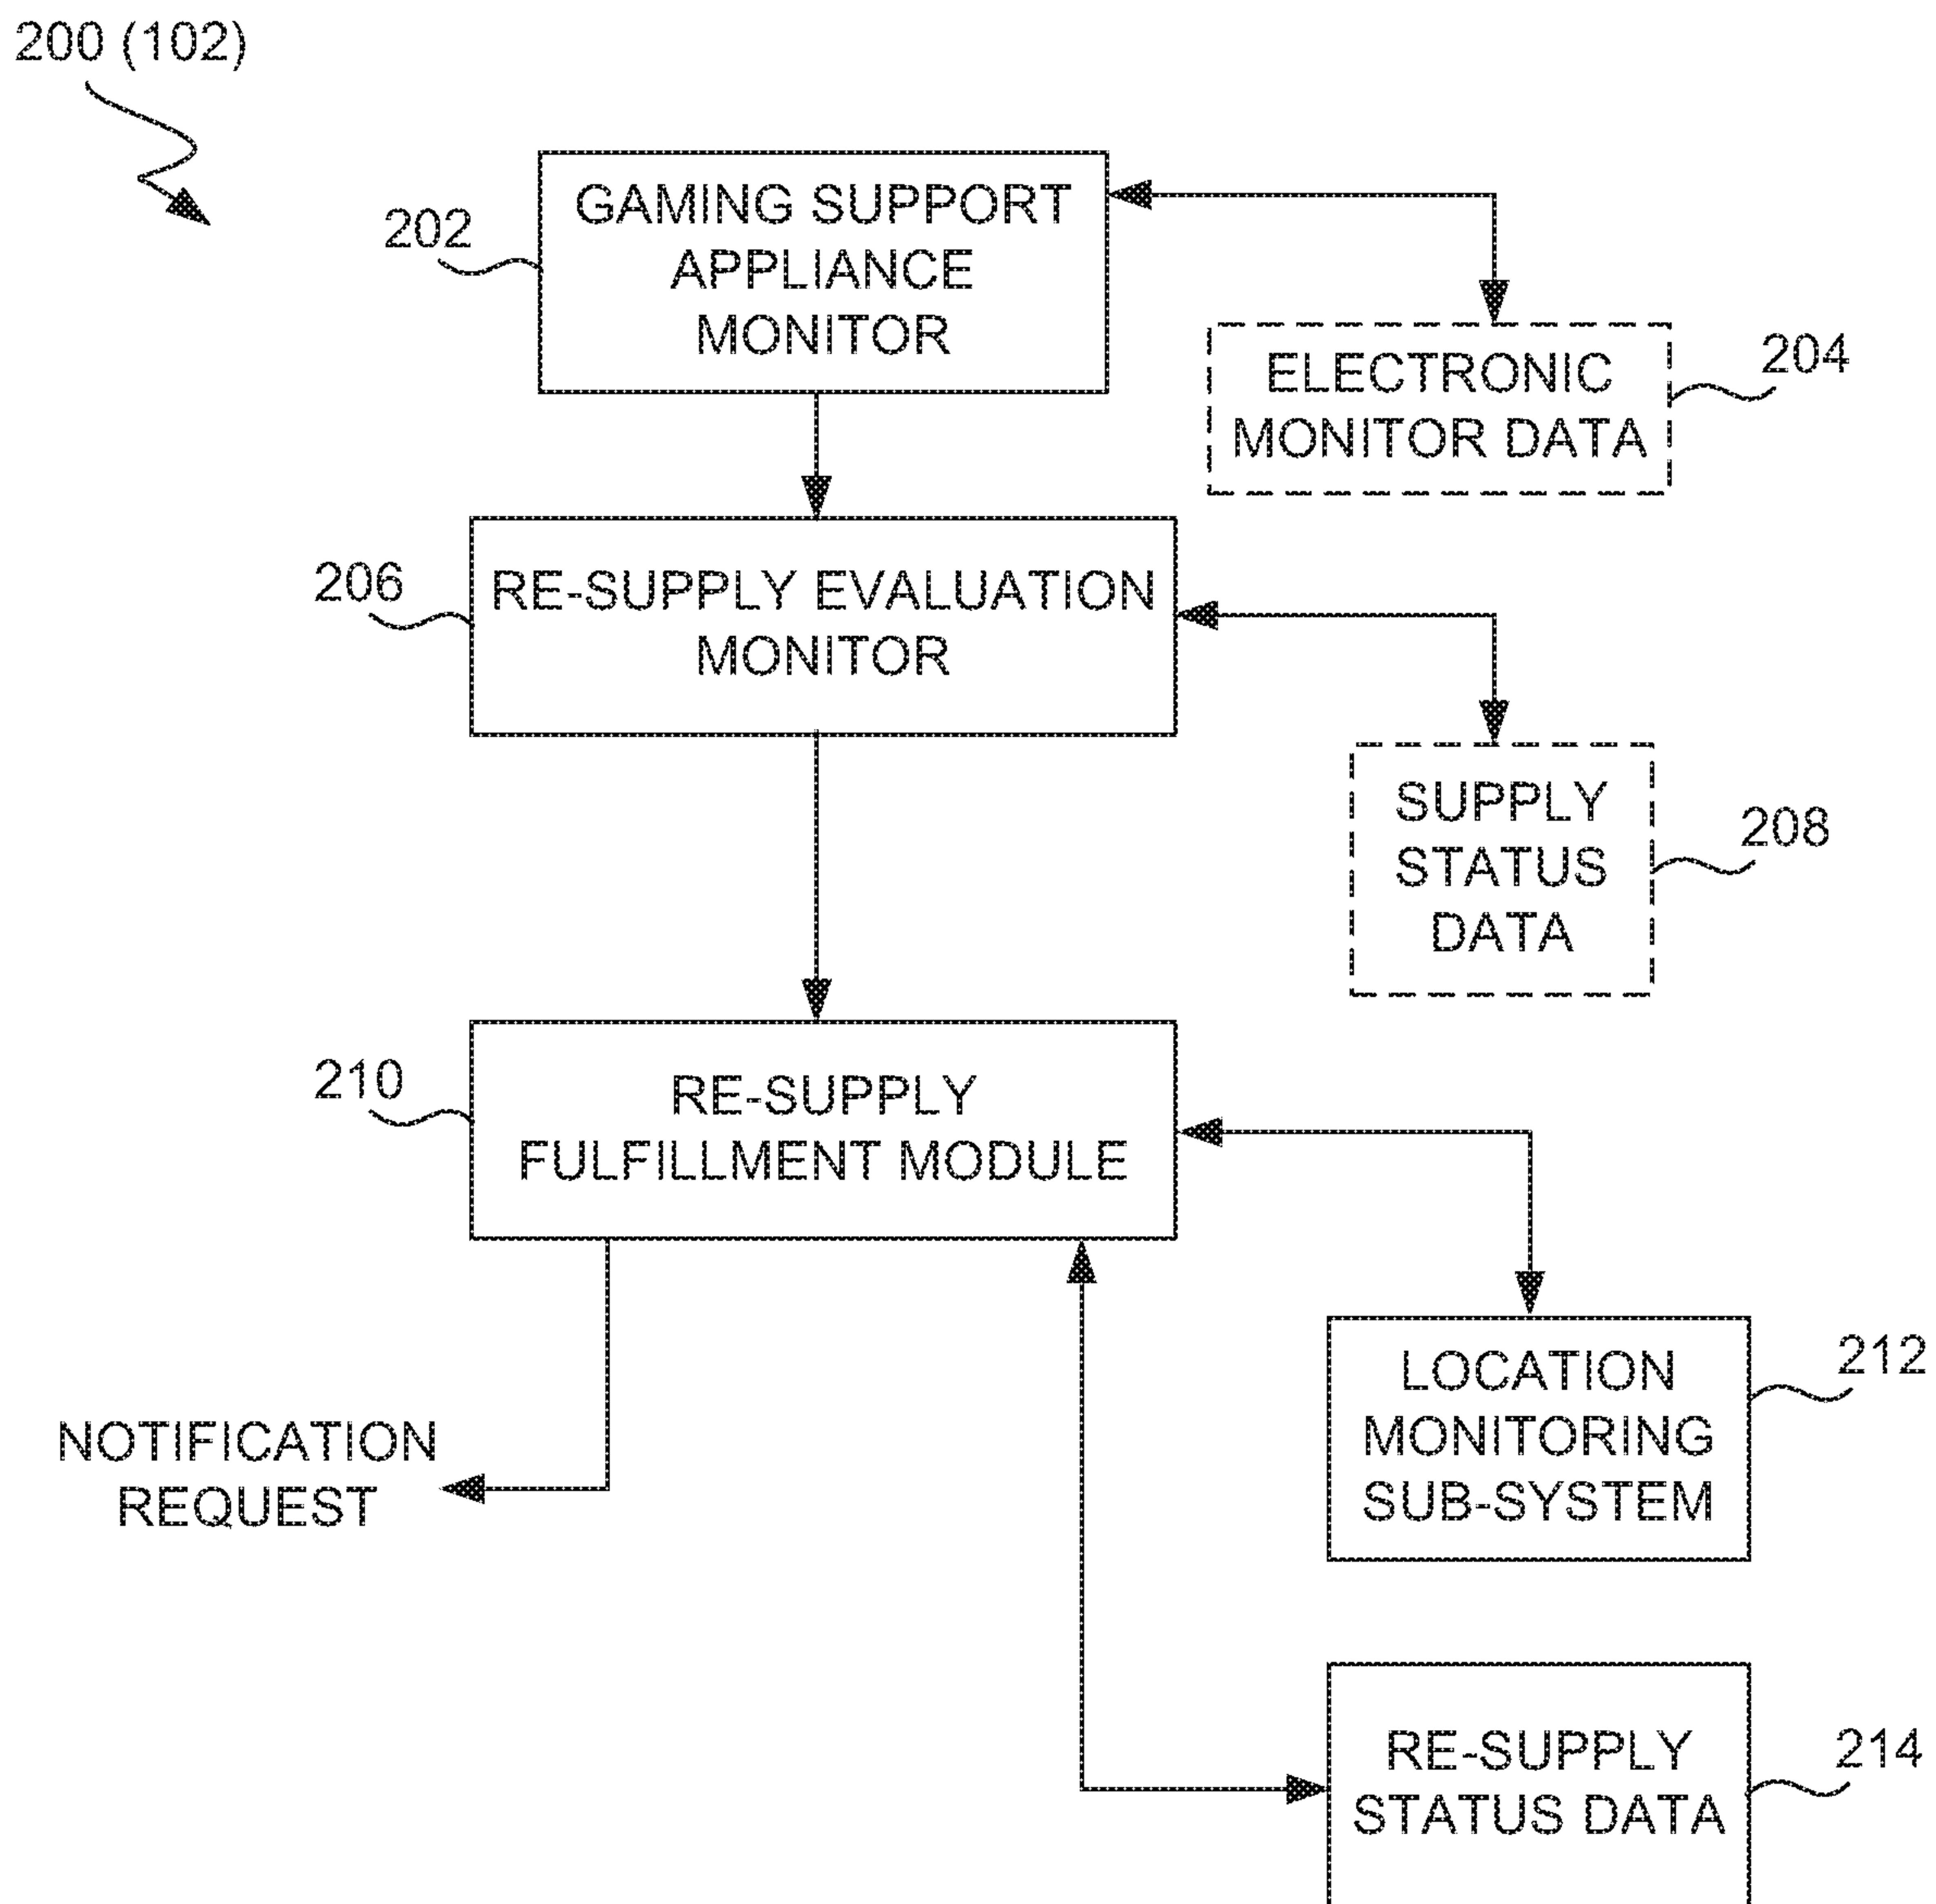 200 (102)
202
GAMING SUPPORT
APPLIANCE
MONITOR
ELECTRONIC
MONITOR DATA
204
206
RE-SUPPLY EVALUATION
MONITOR
SUPPLY
STATUS
DATA
208
210
RE-SUPPLY
FULFILLMENT MODULE
NOTIFICATION
REQUEST
LOCATION
MONITORING
SUB-SYSTEM
212
RE-SUPPLY
STATUS DATA
214